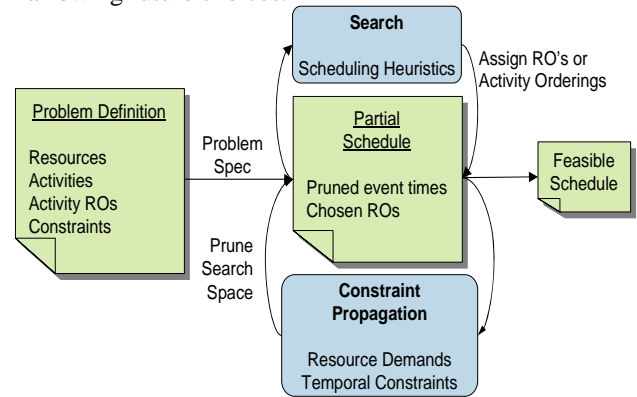 Search
Scheduling Heuristics
Assign RO's or
Activity Orderings
Problem Definition
Resources
Activities
Activity ROs
Constraints
Problem
Spec
Partial
Schedule
Pruned event times
Chosen ROs
Feasible
Schedule
Prune
Search
Space
Constraint
Propagation
Resource Demands
Temporal Constraints